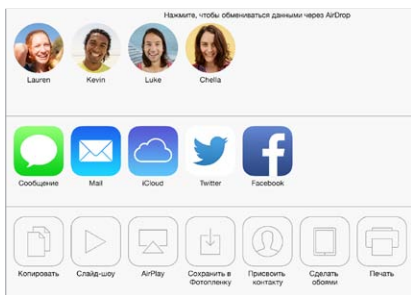 Нажмите, чтобы обмениваться данными через AirDrop
Lauren Kevin Luke Chella
Сообщение Mail iCloud Twitter Facebook
Копировать Слайд-шоу AirPlay Сохранить в Фотопленку Присвоить контакту Сделать обоями Печать